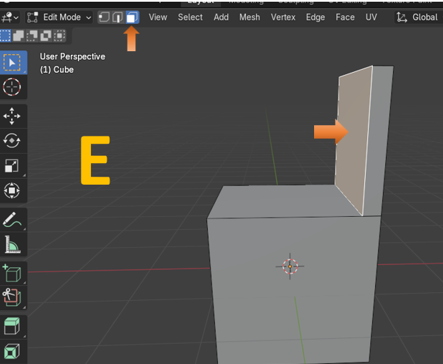 Edit Mode View Select Add Mesh Vertex Edge Face UV Global
User Perspective
(1) Cube
E